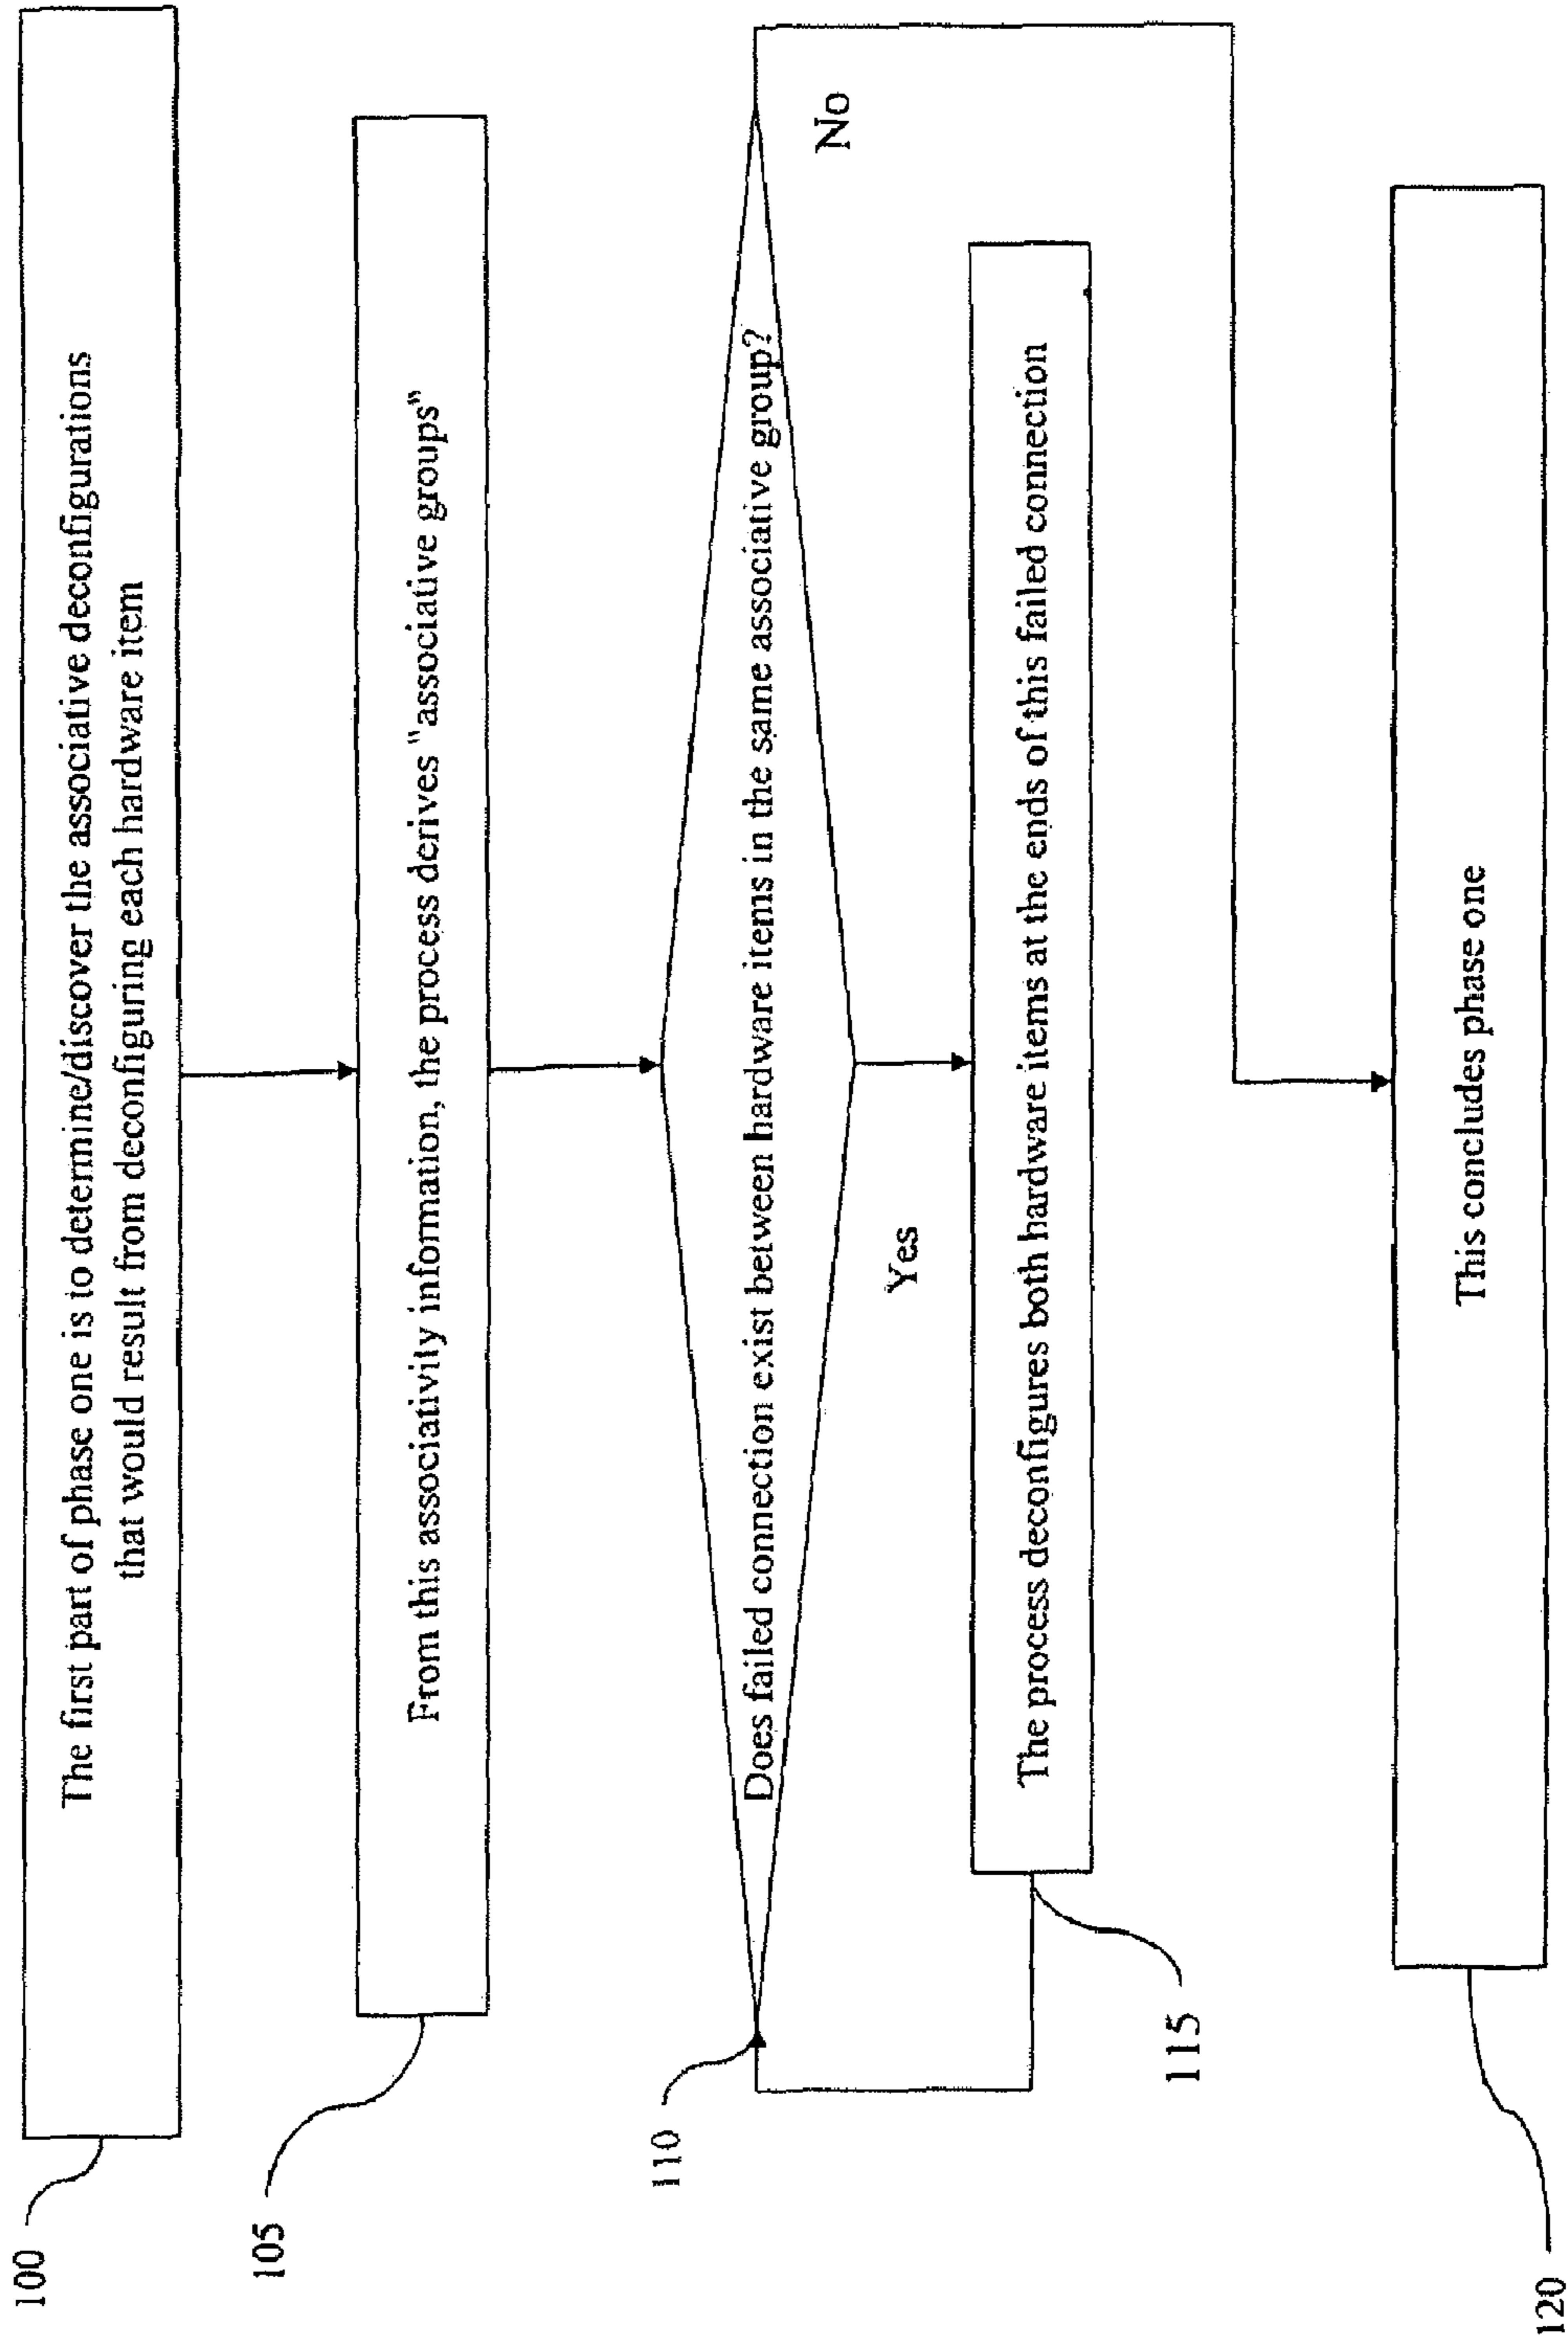 The first part of phase one is to determine/discover the associative deconfigurations
that would result from deconfiguring each hardware item
100
From this associativity information, the process derives "associative groups"
105
Does failed connection exist between hardware items in the same associative group?
110
No
Yes
The process deconfigures both hardware items at the ends of this failed connection
115
This concludes phase one
120